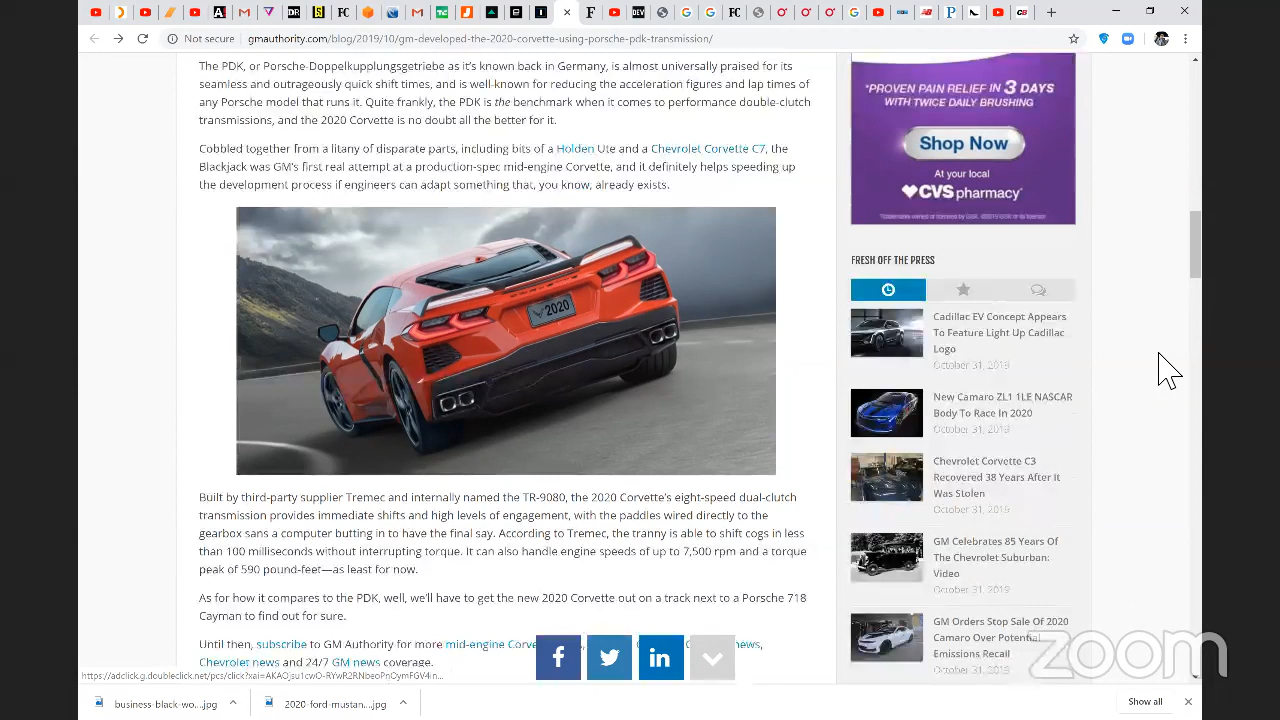 Not secure
gmauthority.com/blog/2019/10/gm-developed-the-2020-corvette-using-porsche-pdk-transmission/
The PDK, or Porsche-Doppelkupplungsgetriebe as it's known back in Germany, is almost universally praised for its
seamless and outrageously quick shift times, and is well-known for reducing the acceleration figures and lap times of
any Porsche model that runs it. Quite frankly, the PDK is the benchmark when it comes to performance double-clutch
transmissions, and the 2020 Corvette is no doubt all the better for it.
Cobbed together from a litany of disparate parts, including bits of a Holden Ute and a Chevrolet Corvette C7, the
Blackjack was GM's first real attempt at a production-spec mid-engine Corvette, and it definitely helps speeding up
the development process if engineers can adapt something that, you know, already exists.
2020
Built by third-party supplier Tremec and internally named the TR-9080, the 2020 Corvette's eight-speed dual-clutch
transmission provides immediate shifts and high levels of engagement, with the paddles wired directly to the
gearbox sans a computer butting in to have the final say. According to Tremec, the tranny is able to shift cogs in less
than 100 milliseconds without interrupting torque. It can also handle engine speeds of up to 7,500 rpm and a torque
peak of 590 pound-feet—as least for now.
As for how it compares to the PDK, well, we'll have to get the new 2020 Corvette out on a track next to a Porsche 718
Cayman to find out for sure.
Until then, subscribe to GM Authority for more mid-engine Corve
news,
Chevrolet news and 24/7 GM news coverage.
*PROVEN PAIN RELIEF IN 3 DAYS
WITH TWICE DAILY BRUSHING
Shop Now
At your local
CVS pharmacy
FRESH OFF THE PRESS
Cadillac EV Concept Appears
To Feature Light Up Cadillac
Logo
October 31, 2019
New Camaro ZL1 1LE NASCAR
Body To Race In 2020
October 31, 2019
Chevrolet Corvette C3
Recovered 38 Years After It
Was Stolen
October 31, 2019
GM Celebrates 85 Years Of
The Chevrolet Suburban:
Video
October 31, 2019
GM Orders Stop Sale Of 2020
Camaro Over Potential
Emissions Recall
October 31, 2019
zoom
business-black-wo....jpg
2020-ford-mustan....jpg
Show all